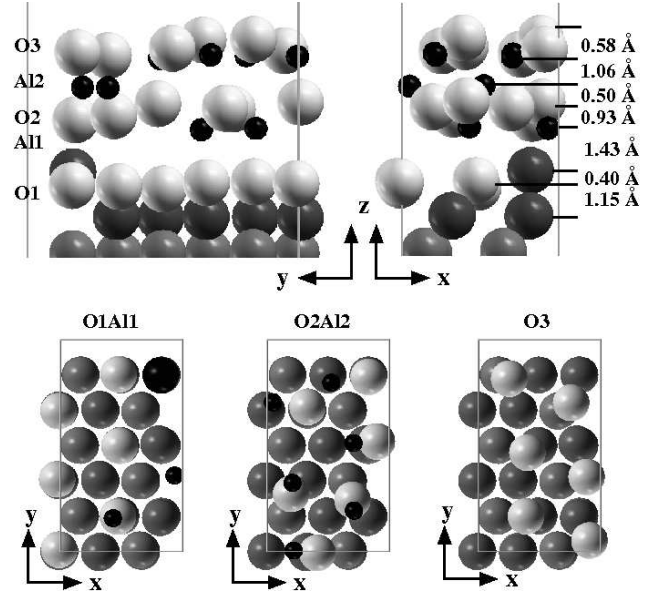 O3
Al2
O2
Al1
O1
0.58 Å
1.06 Å
0.50 Å
0.93 Å
1.43 Å
0.40 Å
1.15 Å
z
y
x
O1Al1
O2Al2
O3
y
x
y
x
y
x